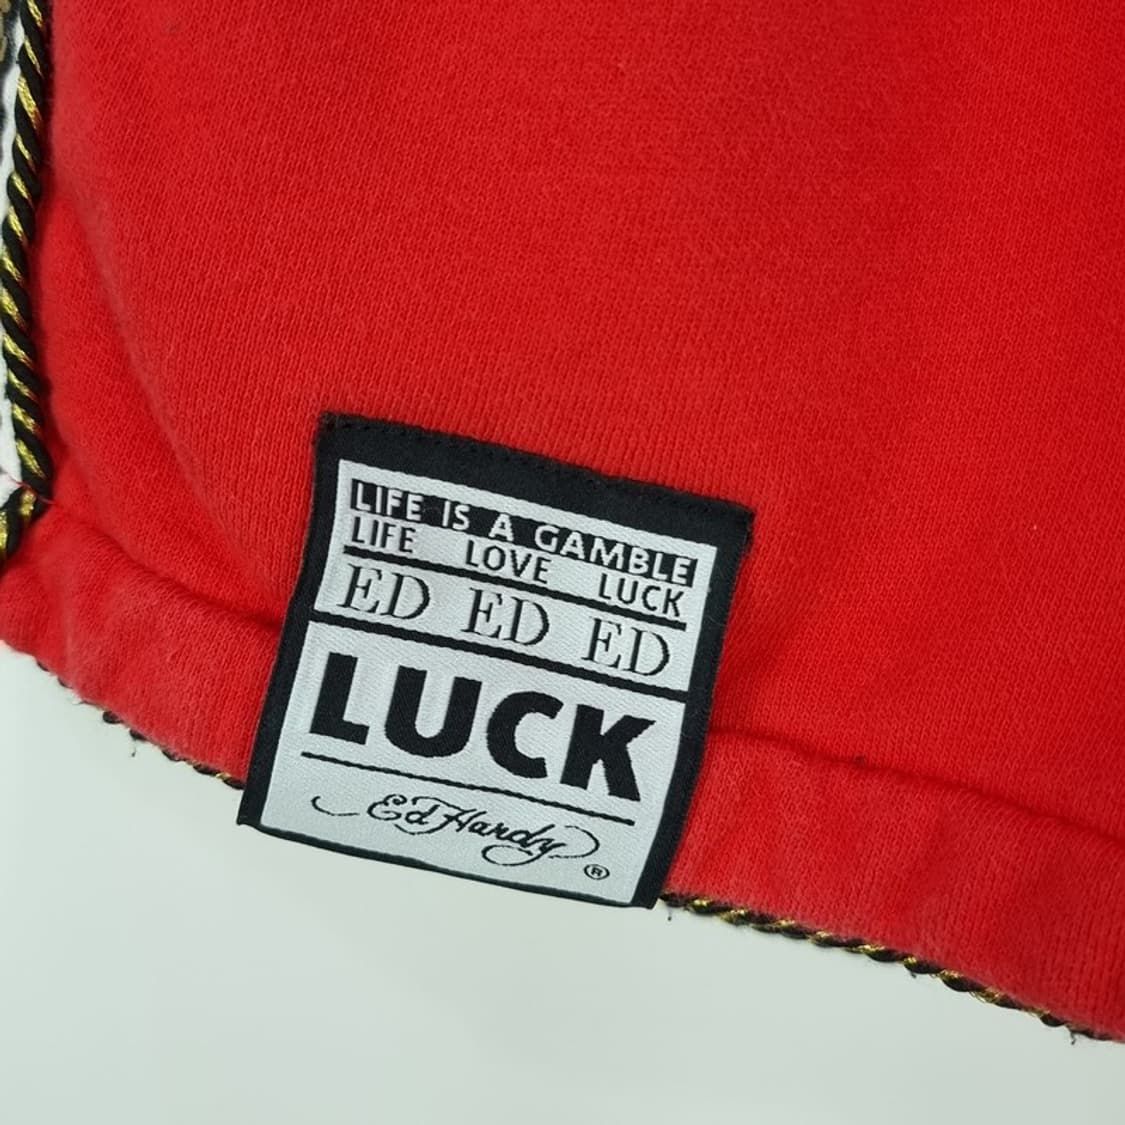 LIFE IS A GAMBLE
LIFE LOVE LUCK
ED ED ED
LUCK
Ed Hardy
®